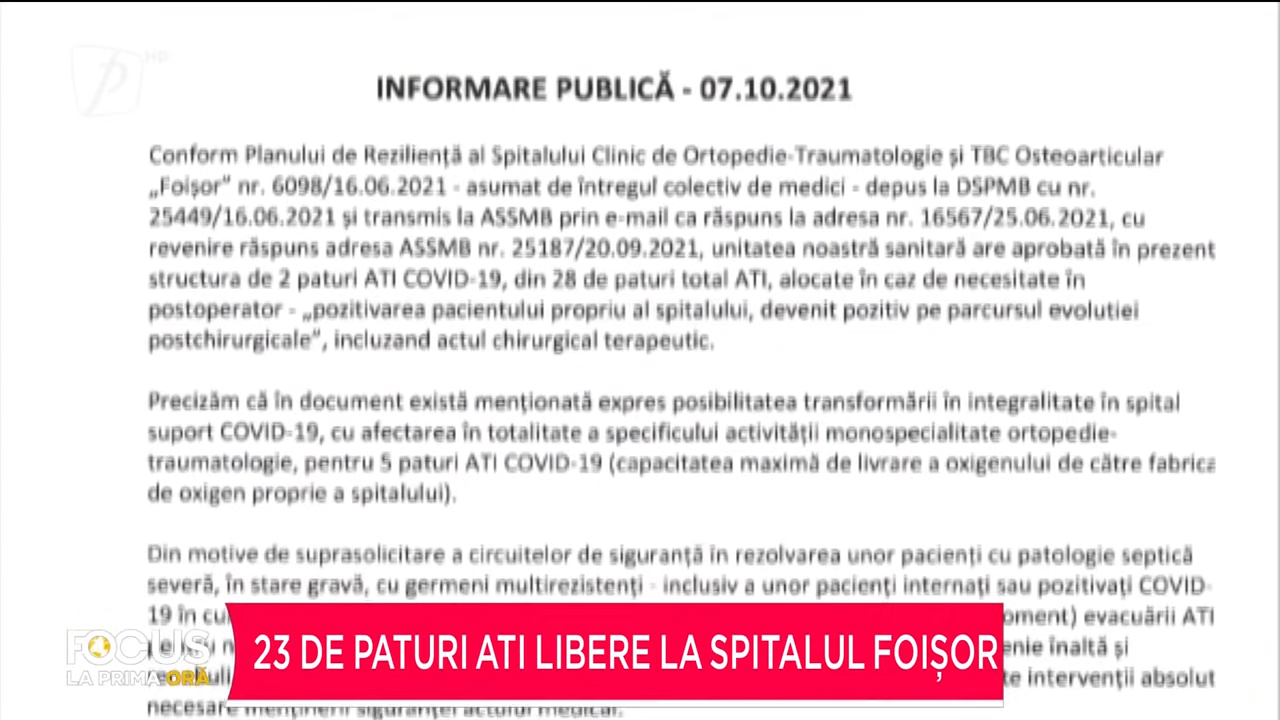 HD
INFORMARE PUBLICĂ - 07.10.2021
Conform Planului de Reziliență al Spitalului Clinic de Ortopedie-Traumatologie și TBC Osteoarticular
„Foișor” nr. 6098/16.06.2021 - asumat de întregul colectiv de medici - depus la DSPMB cu nr.
25449/16.06.2021 și transmis la ASSMB prin e-mail ca răspuns la adresa nr. 16567/25.06.2021, cu
revenire răspuns adresa ASSMB nr. 25187/20.09.2021, unitatea noastră sanitară are aprobată în prezent
structura de 2 paturi ATI COVID-19, din 28 de paturi total ATI, alocate în caz de necesitate în
postoperator - „pozitivarea pacientului propriu al spitalului, devenit pozitiv pe parcursul evolutiei
postchirurgicale”, incluzand actul chirurgical terapeutic.
Precizăm că în document există menționată expres posibilitatea transformării în integralitate în spital
suport COVID-19, cu afectarea în totalitate a specificului activității monospecialitate ortopedie-
traumatologie, pentru 5 paturi ATI COVID-19 (capacitatea maximă de livrare a oxigenului de către fabrica
de oxigen proprie a spitalului).
Din motive de suprasolicitare a circuitelor de siguranță în rezolvarea unor pacienți cu patologie septică
severă, în stare gravă, cu germeni multirezistenți - inclusiv a unor pacienți internați sau pozitivați COVID-
19 în evacuării ATI
înaltă și
intervenții absolut
necesare menținerii siguranței actului medical.
FOCUS
LA PRIMA ORĂ
23 DE PATURI ATI LIBERE LA SPITALUL FOIȘOR